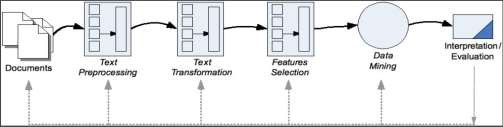 Documents
Text
Preprocessing
Text
Transformation
Features
Selection
Data
Mining
Interpretation/
Evaluation